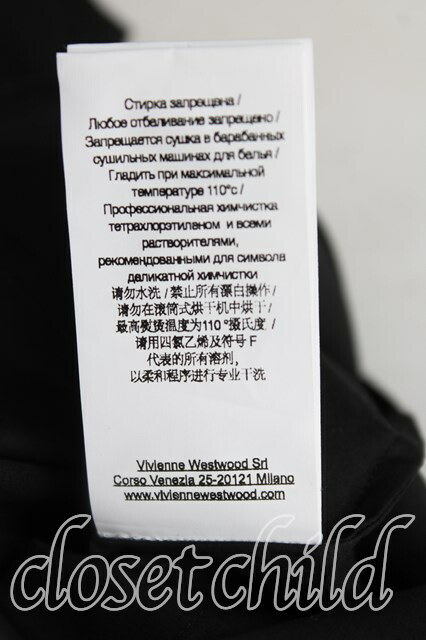 Стирка запрещена /
Любое отбеливание запрещено /
Запрещается сушка в барабанных
сушильных машинах для белья /
Гладить при максимальной
температуре 110°c /
Профессиональная химчистка
тетрахлорэтиланом и всеми
растворителями,
рекомендованными для символа
деликатной химчистки
请勿水洗 / 禁止所有漂白操作 /
请勿在滚筒式烘干机中烘干 /
最高熨烫温度为110 °摄氏度 /
请用四氯乙烯及符号 F
代表的所有溶剂,
以柔和程序进行专业干洗
Vivienne Westwood Srl
Corso Venezia 25-20121 Milano
www.viviennewestwood.com
closet child